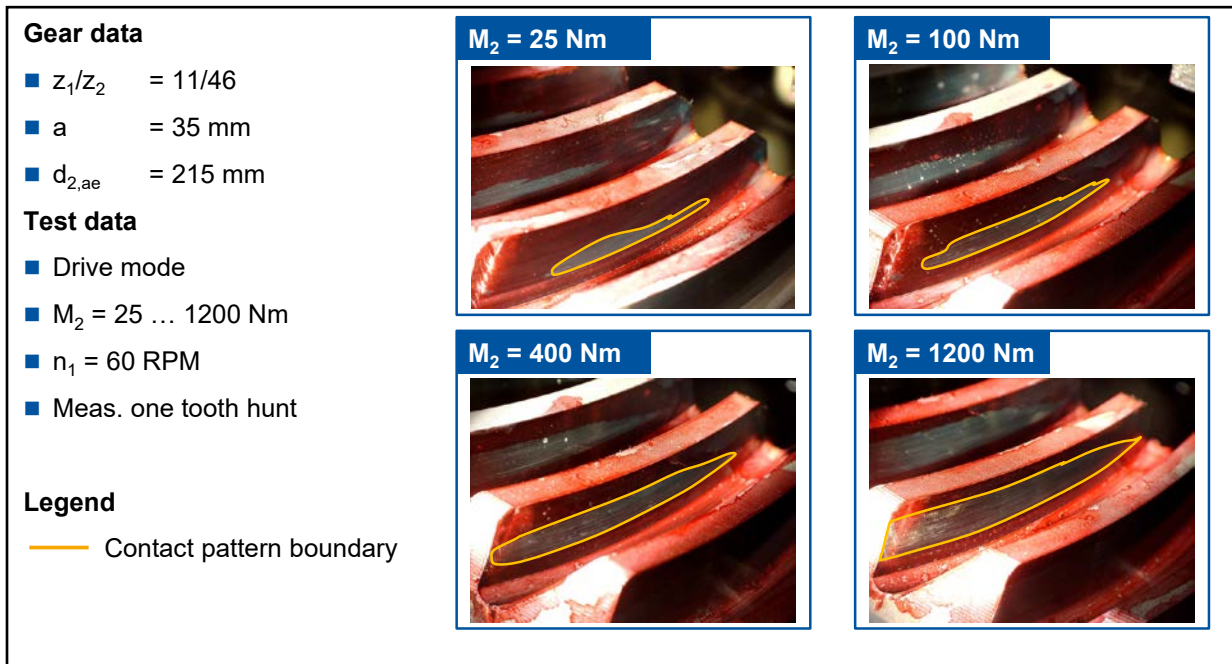 Gear data
■ z₁/z₂ = 11/46
■ a = 35 mm
■ d₂,ₐₑ = 215 mm
Test data
■ Drive mode
■ M₂ = 25 … 1200 Nm
■ n₁ = 60 RPM
■ Meas. one tooth hunt
Legend
Contact pattern boundary
M₂ = 25 Nm
M₂ = 100 Nm
M₂ = 400 Nm
M₂ = 1200 Nm